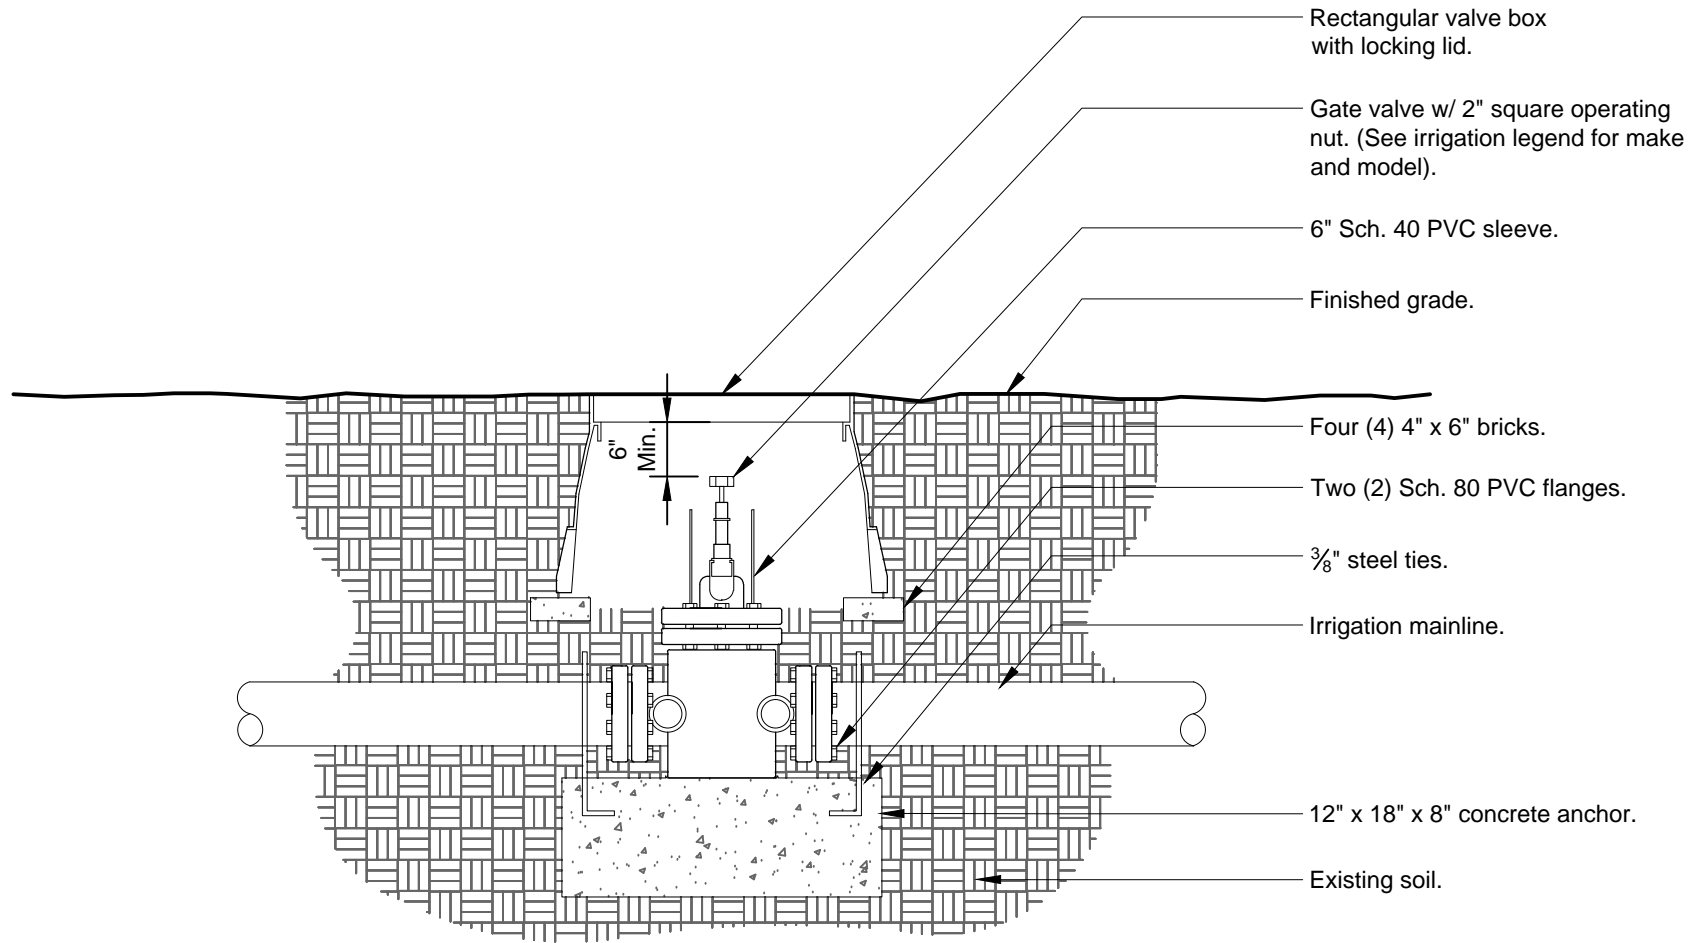 Rectangular valve box
with locking lid.
Gate valve w/ 2" square operating
nut. (See irrigation legend for make
and model).
6" Sch. 40 PVC sleeve.
Finished grade.
6"
Min.
Four (4) 4" x 6" bricks.
Two (2) Sch. 80 PVC flanges.
⅜" steel ties.
Irrigation mainline.
12" x 18" x 8" concrete anchor.
Existing soil.